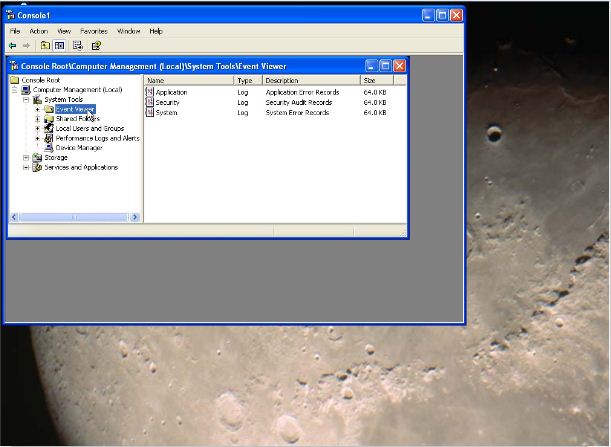 Console1
File Action View Favorites Window Help
Console Root\Computer Management (Local)\System Tools\Event Viewer
Console Root
Computer Management (Local)
System Tools
Event Viewer
Shared Folders
Local Users and Groups
Performance Logs and Alerts
Device Manager
Storage
Services and Applications
Name Type Description Size
Application Log Application Error Records 64.0 KB
Security Log Security Audit Records 64.0 KB
System Log System Error Records 64.0 KB